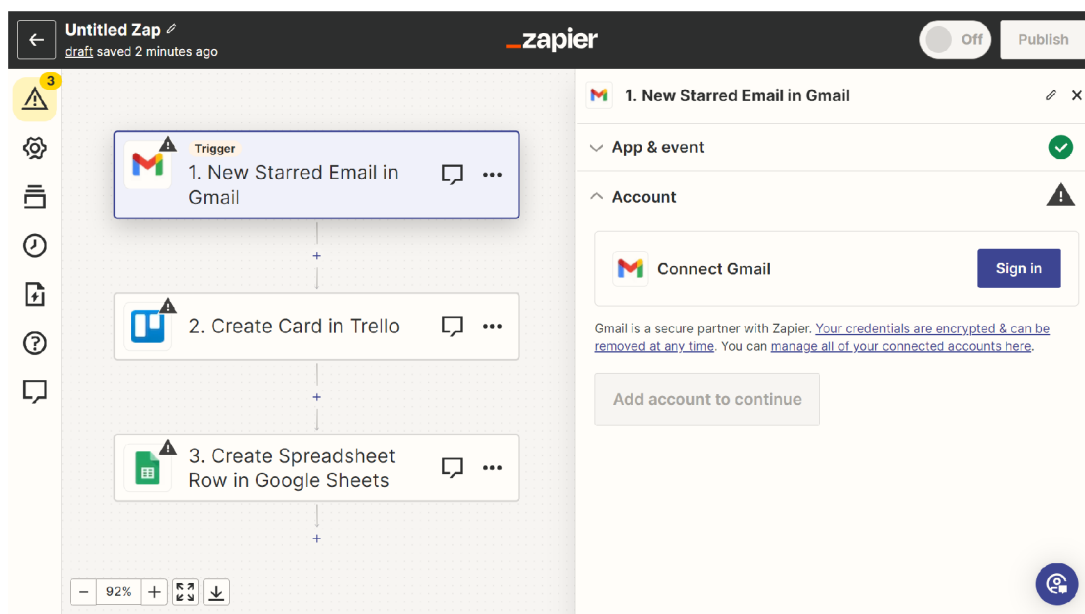 Untitled Zap
draft saved 2 minutes ago
_zapier
Off
Publish
3
Trigger
1. New Starred Email in
Gmail
2. Create Card in Trello
3. Create Spreadsheet
Row in Google Sheets
92%
1. New Starred Email in Gmail
App & event
Account
Connect Gmail
Sign in
Gmail is a secure partner with Zapier. Your credentials are encrypted & can be
removed at any time. You can manage all of your connected accounts here.
Add account to continue